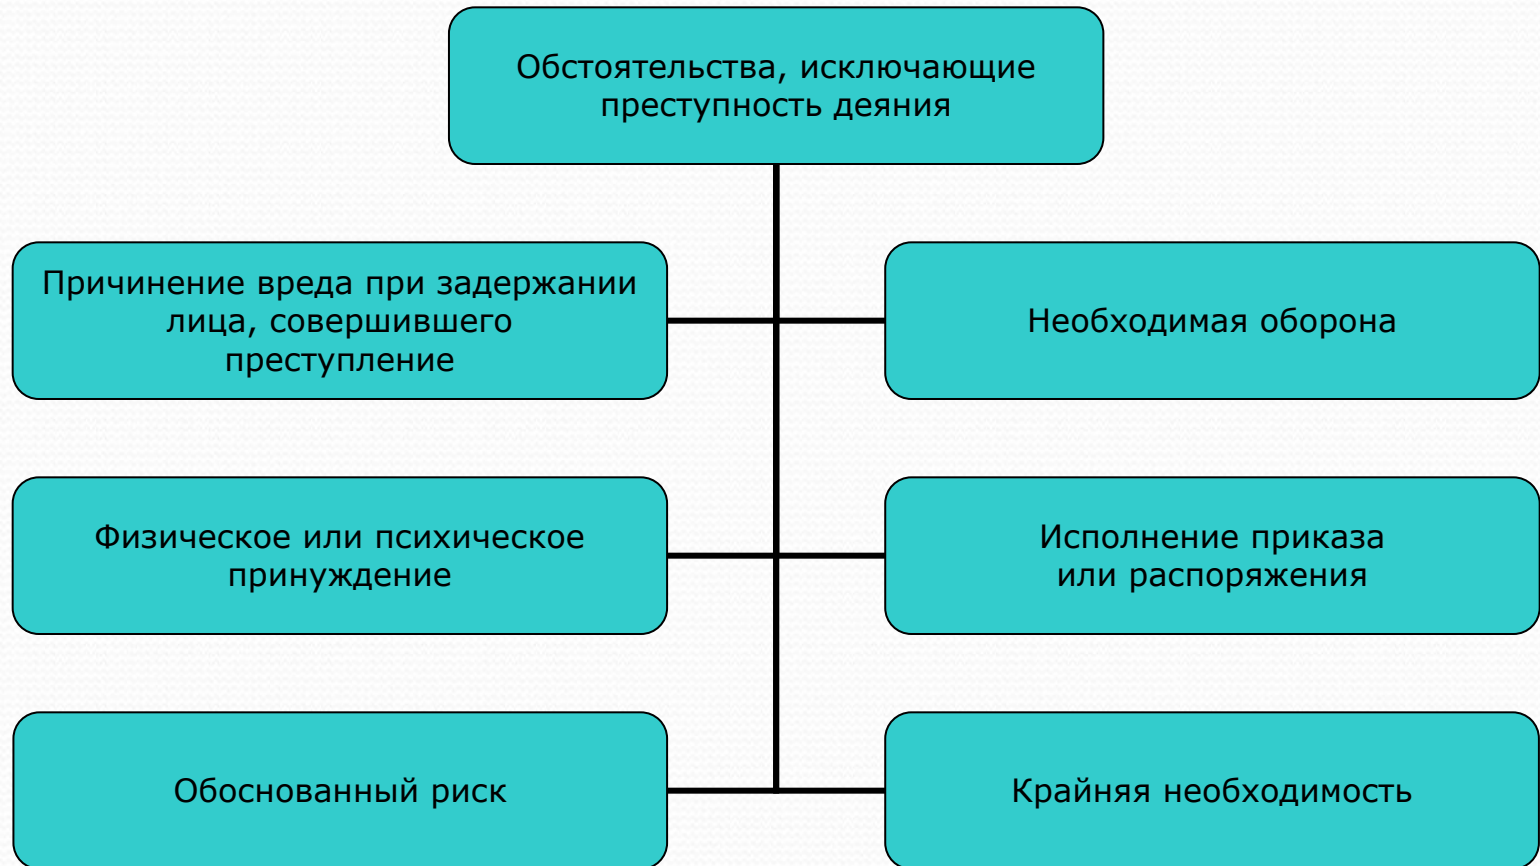 Обстоятельства, исключающие
преступность деяния
Причинение вреда при задержании
лица, совершившего
преступление
Необходимая оборона
Физическое или психическое
принуждение
Исполнение приказа
или распоряжения
Обоснованный риск
Крайняя необходимость